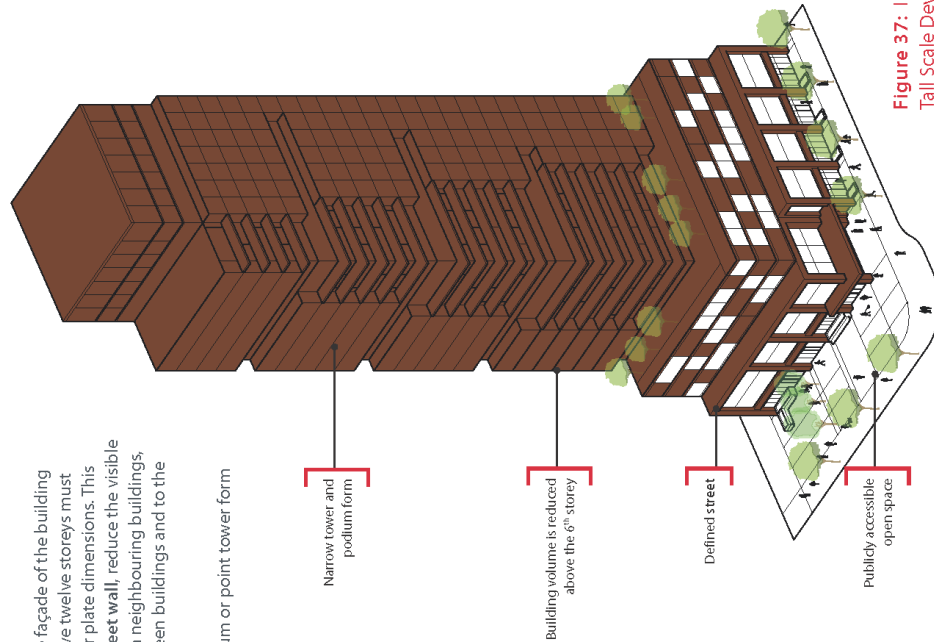 façade of the building
ve twelve storeys must
r plate dimensions. This
eet wall, reduce the visible
n neighbouring buildings,
een buildings and to the
um or point tower form
Narrow tower and
podium form
Building volume is reduced
above the 6th storey
Defined street
Publicly accessible
open space
Figure 37:
Tall Scale Dev